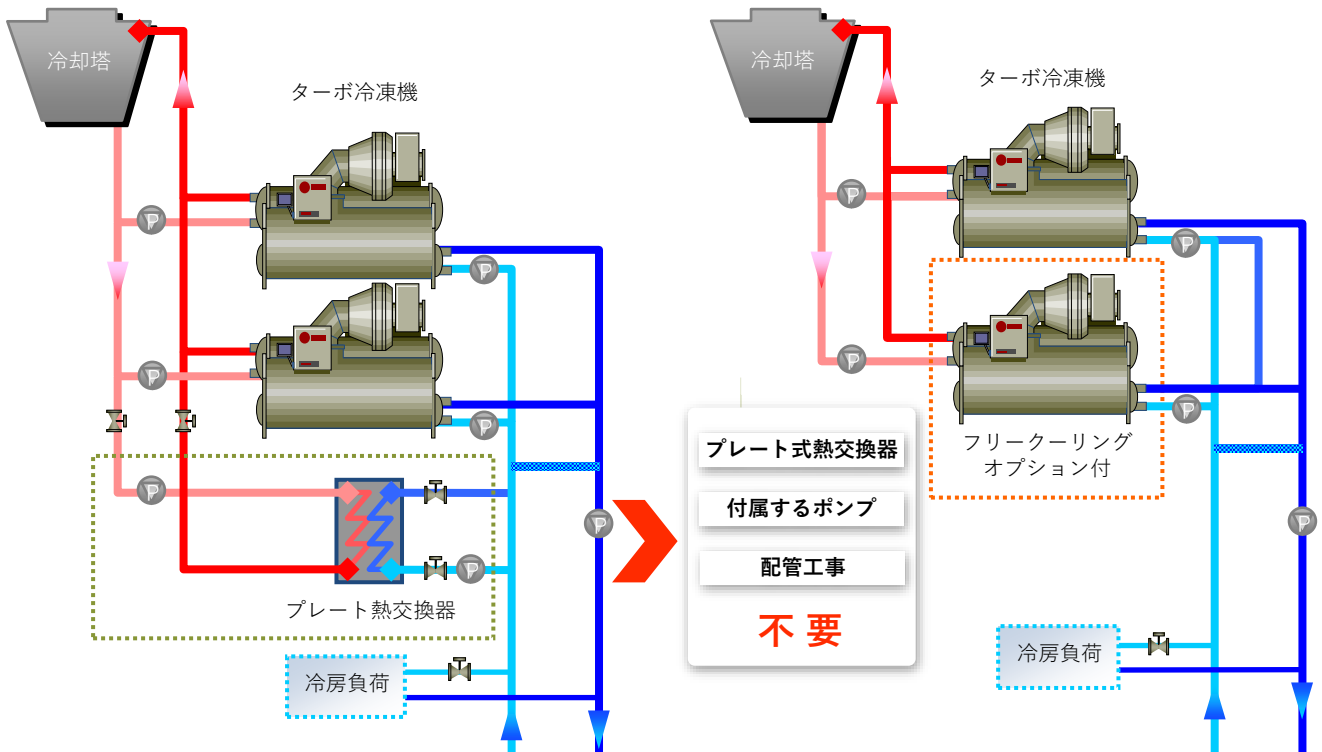 冷却塔
ターボ冷凍機
P
P
P
P
P
P
P
プレート熱交換器
冷房負荷
プレート式熱交換器
付属するポンプ
配管工事
不要
冷却塔
ターボ冷凍機
P
P
P
P
P
フリークーリング
オプション付
冷房負荷